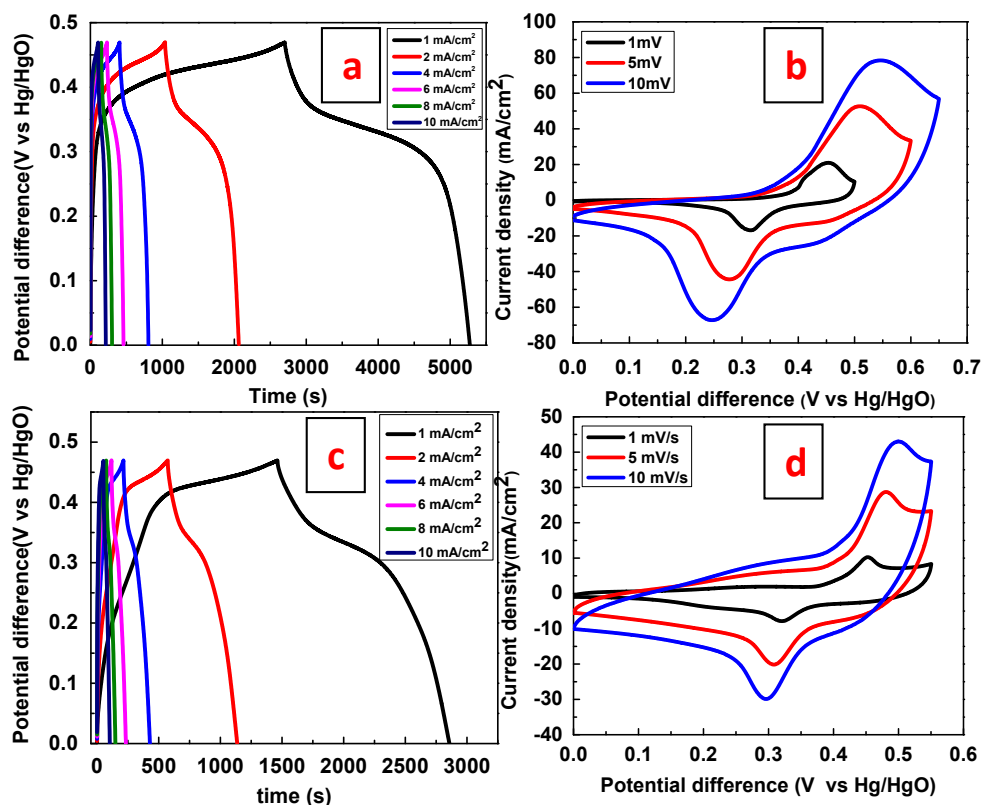 a
Potential difference(V vs Hg/HgO)
0.5
0.4
0.3
0.2
0.1
0.0
0 1000 2000 3000 4000 5000
Time (s)
1 mA/cm²
2 mA/cm²
4 mA/cm²
6 mA/cm²
8 mA/cm²
10 mA/cm²
b
Current density (mA/cm²
100
80
60
40
20
0
-20
-40
-60
-80
0.0 0.1 0.2 0.3 0.4 0.5 0.6 0.7
Potential difference (V vs Hg/HgO)
1mV
5mV
10mV
c
Potential difference(V vs Hg/HgO)
0.5
0.4
0.3
0.2
0.1
0.0
0 500 1000 1500 2000 2500 3000
time (s)
1 mA/cm²
2 mA/cm²
4 mA/cm²
6 mA/cm²
8 mA/cm²
10 mA/cm²
d
Current density(mA/cm²)
50
40
30
20
10
0
-10
-20
-30
-40
0.0 0.1 0.2 0.3 0.4 0.5 0.6
Potential difference (V vs Hg/HgO)
1 mV/s
5 mV/s
10 mV/s